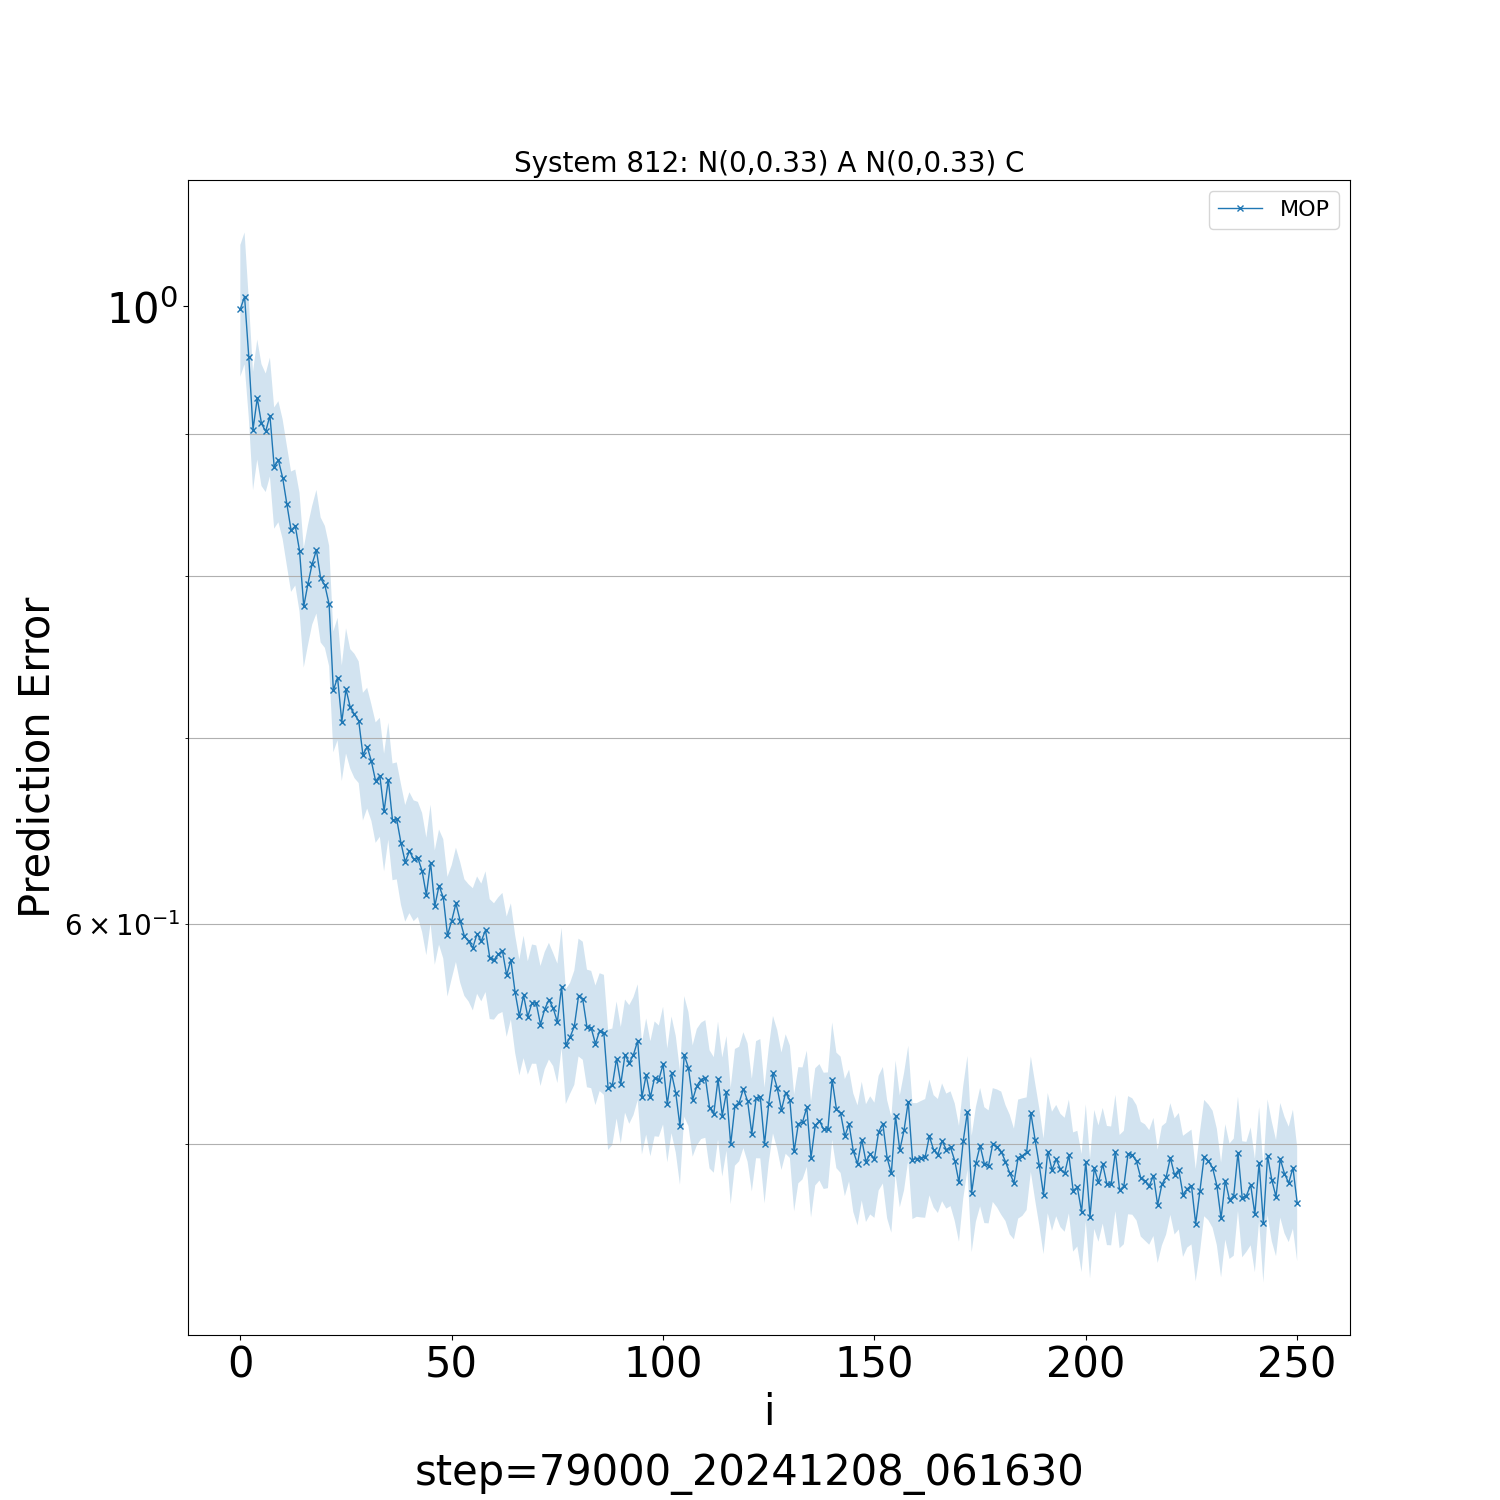 System 812: N(0,0.33) A N(0,0.33) C
MOP
10⁰
6 × 10⁻¹
Prediction Error
0 50 100 150 200 250
i
step=79000_20241208_061630